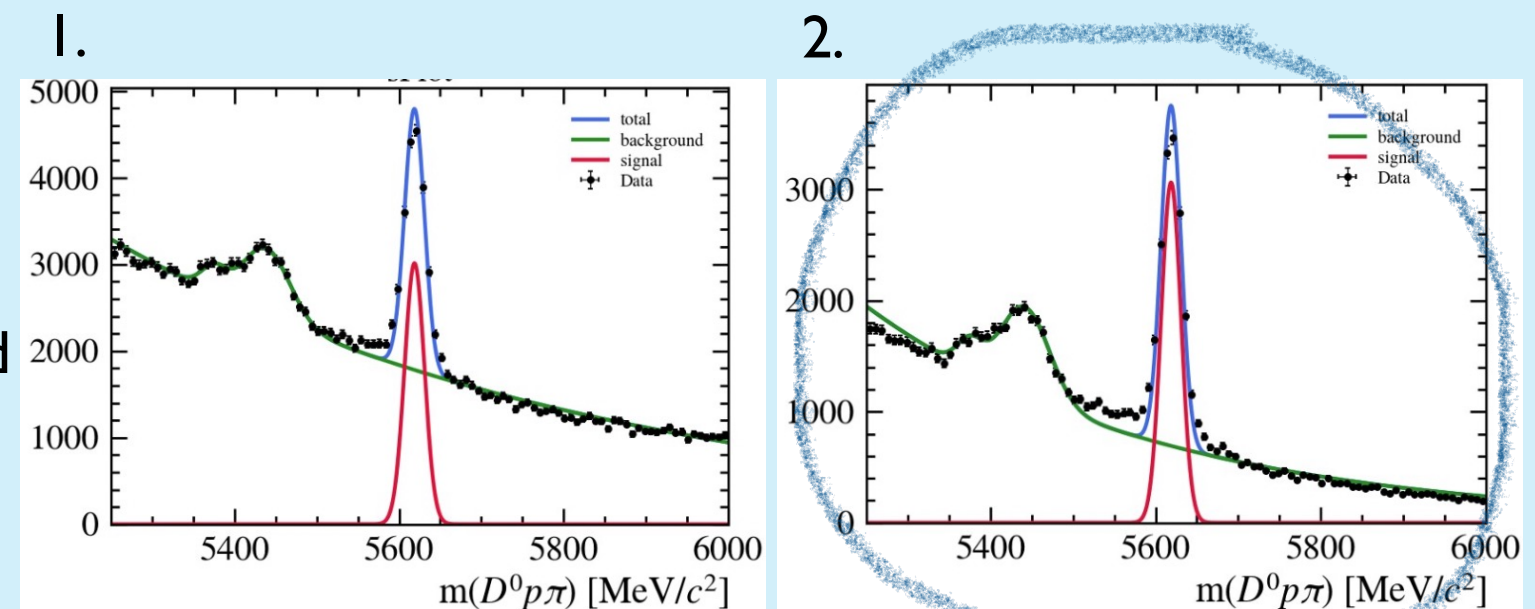 1.
5000
4000
3000
2000
1000
0
5400 5600 5800 6000
m(D⁰pπ) [MeV/c²]
total
background
signal
Data
2.
3000
2000
1000
0
5400 5600 5800 6000
m(D⁰pπ) [MeV/c²]
total
background
signal
Data
d